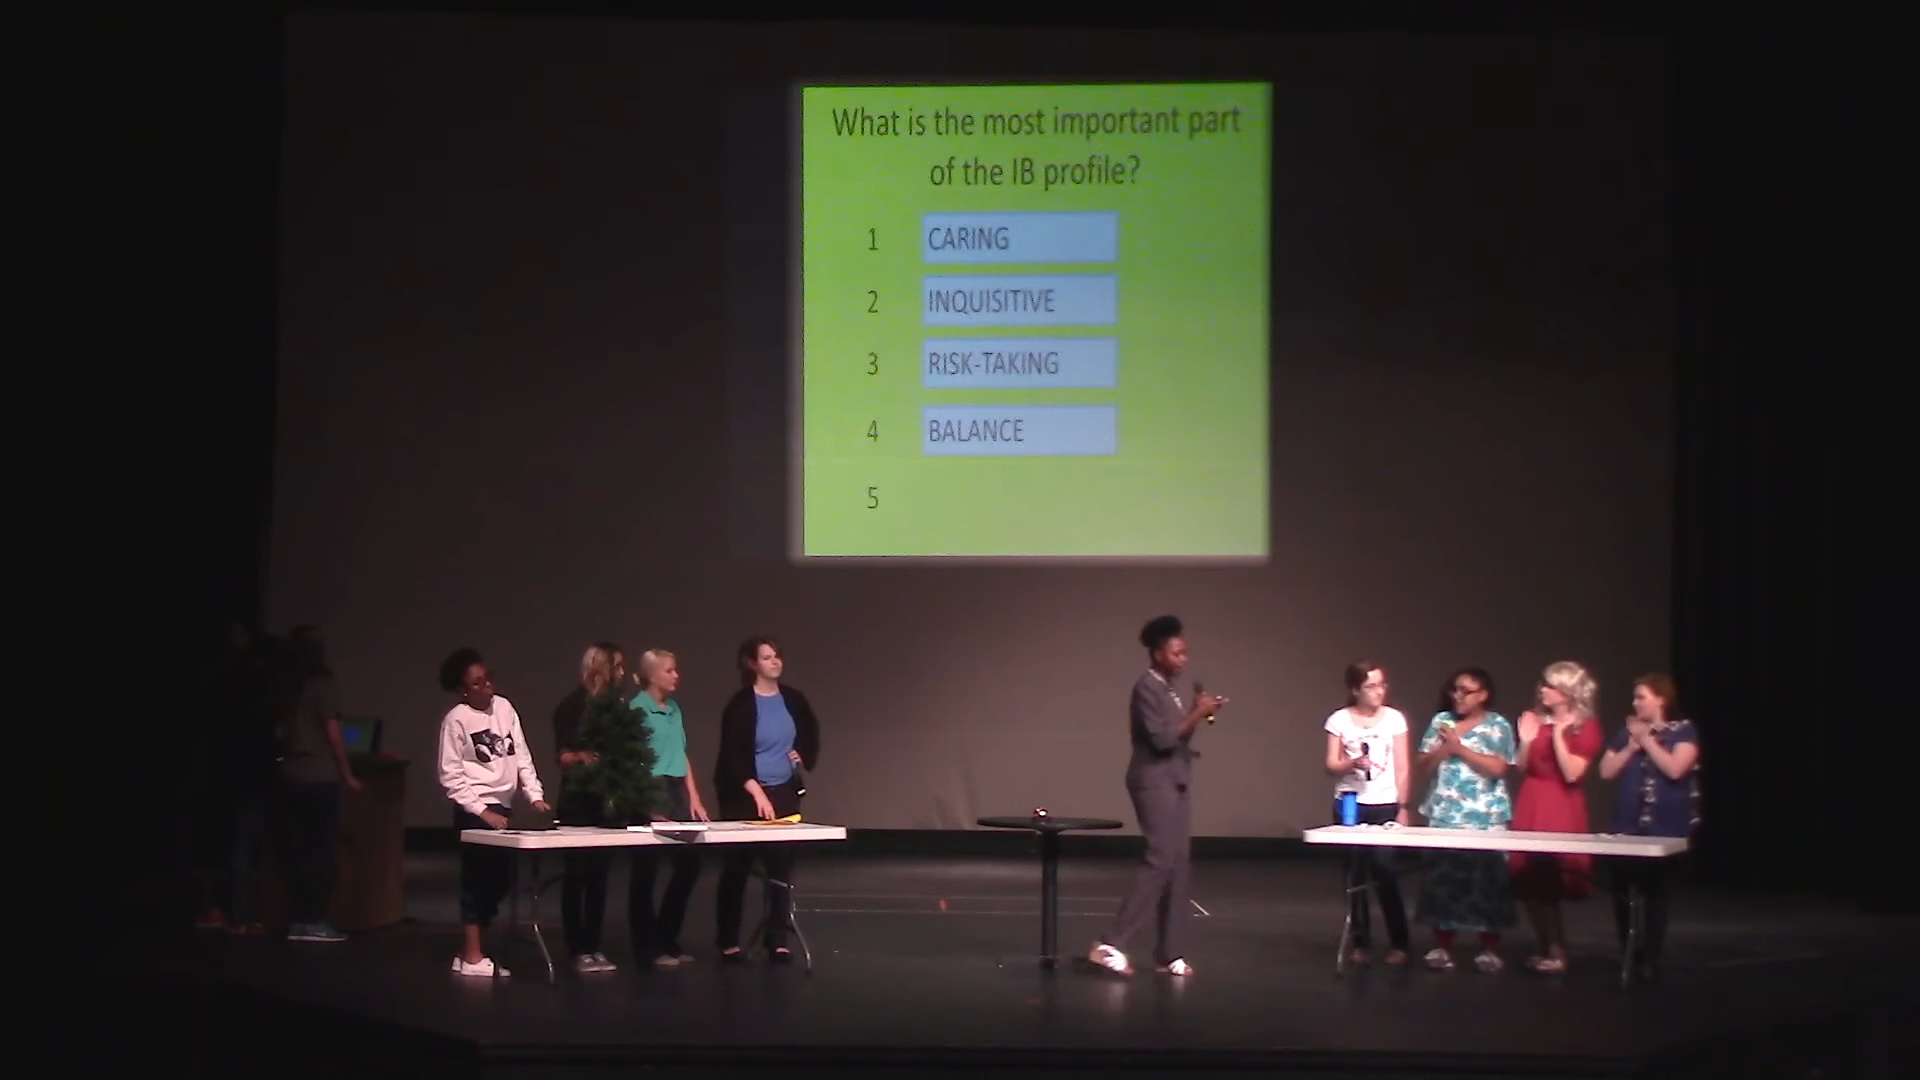 What is the most important part
of the IB profile?
1 CARING
2 INQUISITIVE
3 RISK-TAKING
4 BALANCE
5